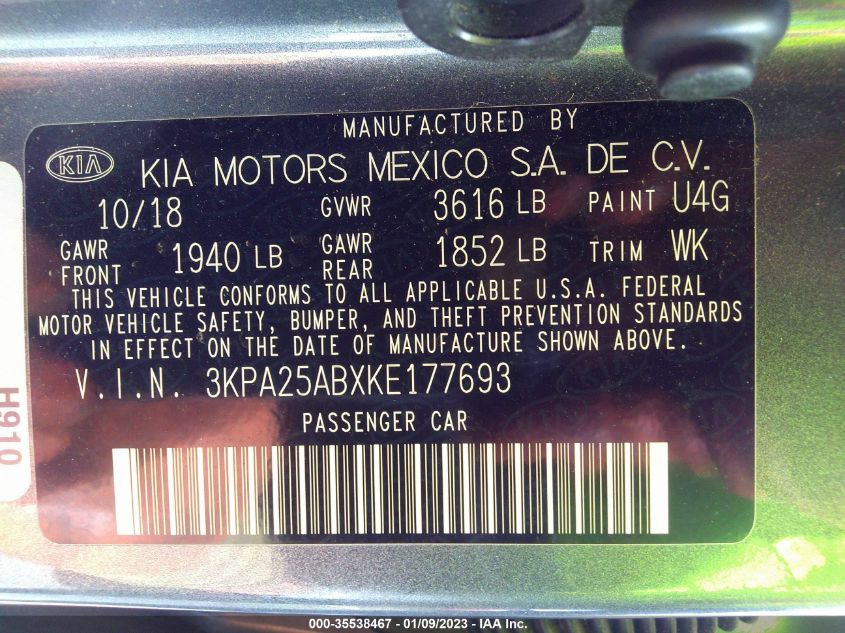 MANUFACTURED BY
KIA KIA MOTORS MEXICO S.A. DE C.V.
10/18 GVWR 3616 LB PAINT U4G
GAWR FRONT 1940 LB GAWR REAR 1852 LB TRIM WK
THIS VEHICLE CONFORMS TO ALL APPLICABLE U.S.A. FEDERAL
MOTOR VEHICLE SAFETY, BUMPER, AND THEFT PREVENTION STANDARDS
IN EFFECT ON THE DATE OF MANUFACTURE SHOWN ABOVE.
V.I.N. 3KPA25ABXKE177693
PASSENGER CAR
H910
000-35538467 - 01/09/2023 - IAA Inc.